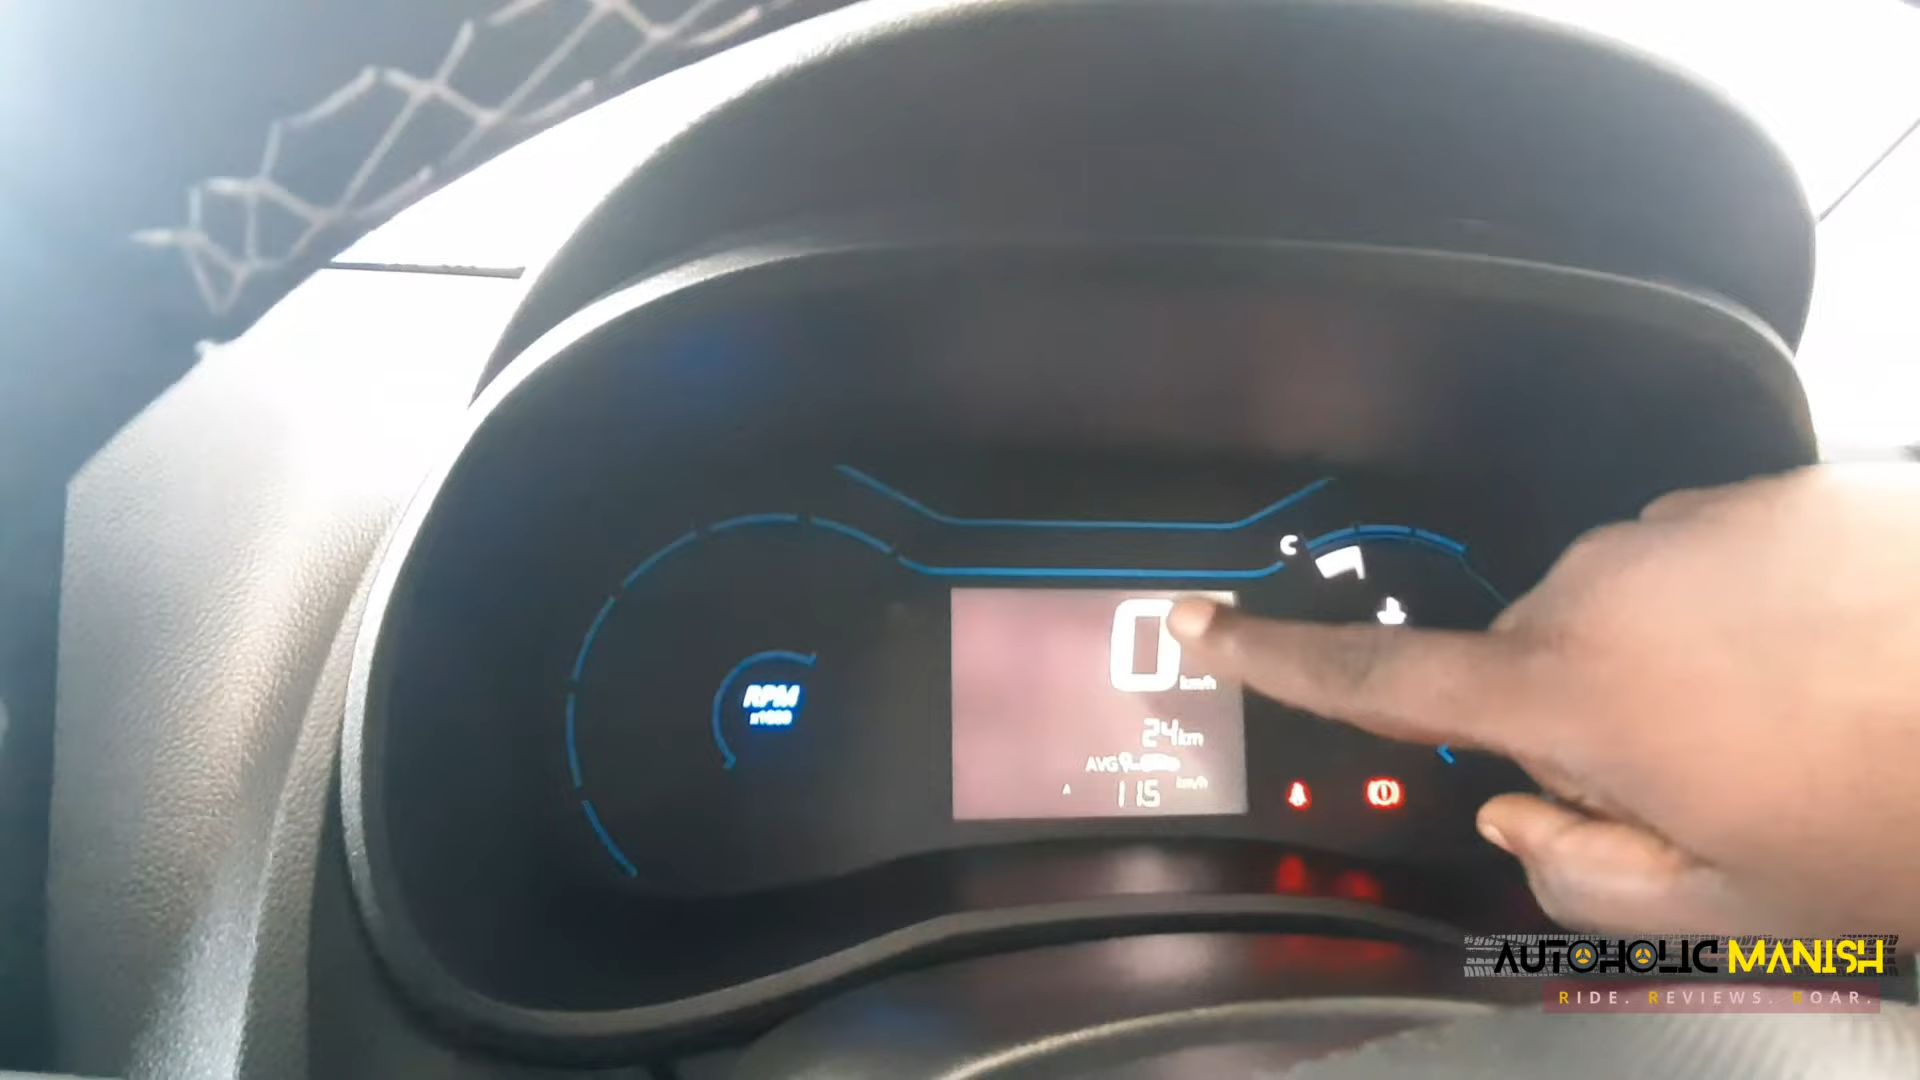 C
0
km/h
RPM
x1000
24km
AVG
km/h
A
115
AUTOHOLIC MANISH
RIDE. REVIEWS. ROAR.